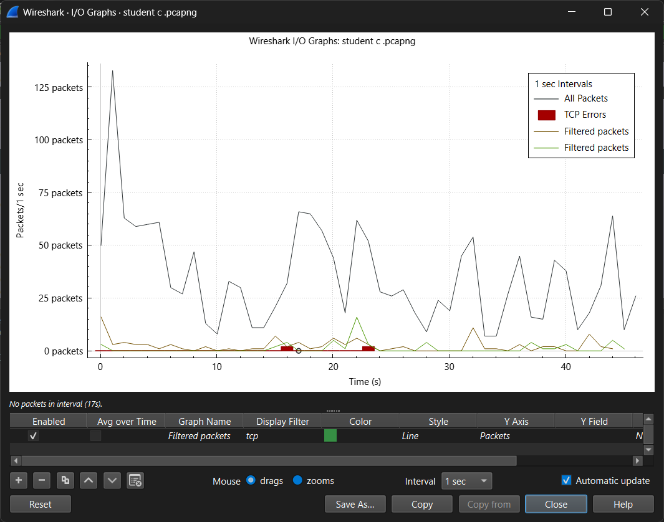 Wireshark · I/O Graphs · student c .pcapng
Wireshark I/O Graphs: student c .pcapng
1 sec Intervals
All Packets
TCP Errors
Filtered packets
Filtered packets
125 packets
100 packets
75 packets
50 packets
25 packets
0 packets
Packets/1 sec
0 10 20 30 40
Time (s)
No packets in interval (17s).
Enabled Avg over Time Graph Name Display Filter Color Style Y Axis Y Field
Filtered packets tcp Line Packets N
Mouse drags zooms Interval 1 sec Automatic update
Reset Save As... Copy Copy from Close Help